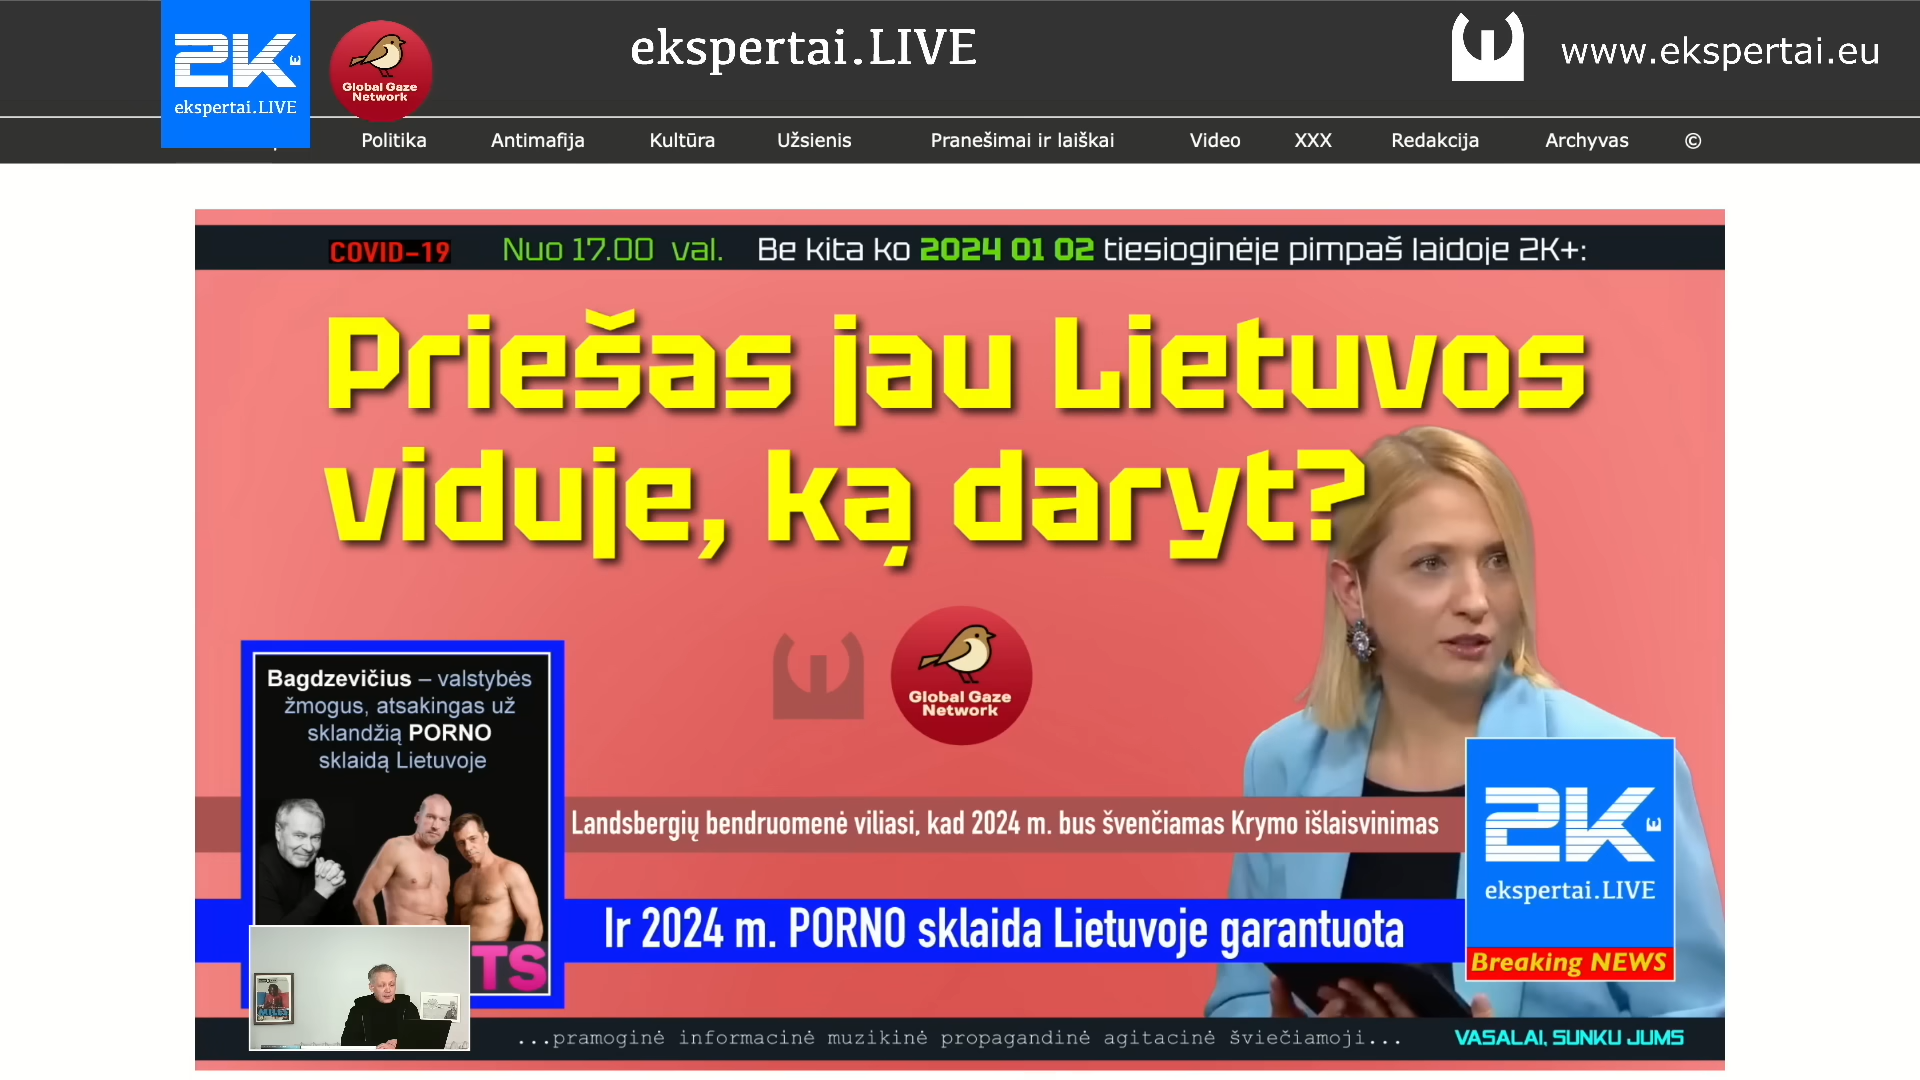 2K
ekspertai.LIVE
Global Gaze
Network
ekspertai.LIVE
www.ekspertai.eu
Politika
Antimafija
Kultūra
Užsienis
Pranešimai ir laiškai
Video
XXX
Redakcija
Archyvas
©
COVID-19 Nuo 17.00 val. Be kita ko 2024 01 02 tiesioginėje pimpaš laidoje 2K+:
Priešas jau Lietuvos
viduje, ką daryt?
Global Gaze
Network
Bagdzevičius – valstybės
žmogus, atsakingas už
sklandžią PORNO
sklaidą Lietuvoje
TS
Landsbergių bendruomenė viliasi, kad 2024 m. bus švenčiamas Krymo išlaisvinimas
Ir 2024 m. PORNO sklaida Lietuvoje garantuota
2K
ekspertai.LIVE
Breaking NEWS
...pramoginė informacinė muzikinė propagandinė agitacinė šviečiamoji...
VASALAI, SUNKU JUMS